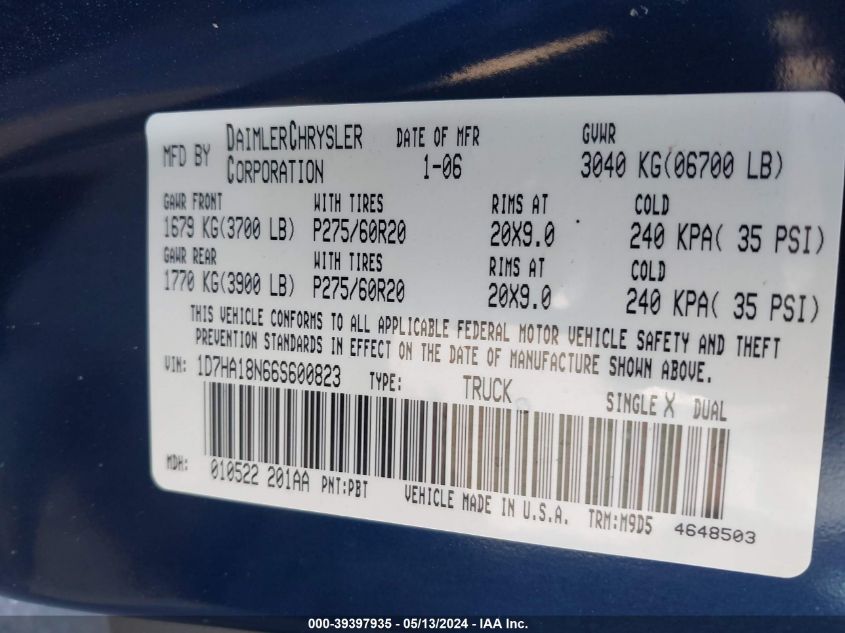 MFD BY DAIMLERCHRYSLER CORPORATION
DATE OF MFR 1-06
GVWR 3040 KG(06700 LB)
GAWR FRONT WITH TIRES RIMS AT COLD
1679 KG(3700 LB) P275/60R20 20X9.0 240 KPA( 35 PSI)
GAWR REAR WITH TIRES RIMS AT COLD
1770 KG(3900 LB) P275/60R20 20X9.0 240 KPA( 35 PSI)
THIS VEHICLE CONFORMS TO ALL APPLICABLE FEDERAL MOTOR VEHICLE SAFETY AND THEFT
PREVENTION STANDARDS IN EFFECT ON THE DATE OF MANUFACTURE SHOWN ABOVE.
VIN: 1D7HA18N66S600823 TYPE: TRUCK SINGLE X DUAL
MDH: 010522 201AA PNT:PBT VEHICLE MADE IN U.S.A. TRM:M9D5 4648503
000-39397935 - 05/13/2024 - IAA Inc.